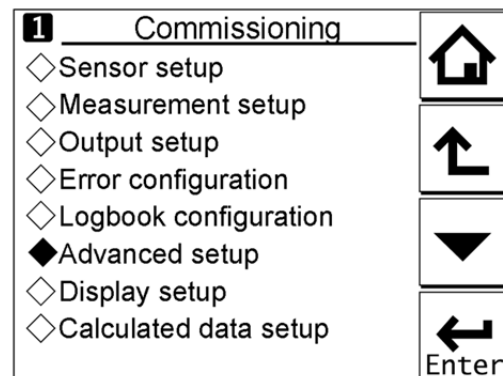 1 Commissioning
Sensor setup
Measurement setup
Output setup
Error configuration
Logbook configuration
Advanced setup
Display setup
Calculated data setup
Enter